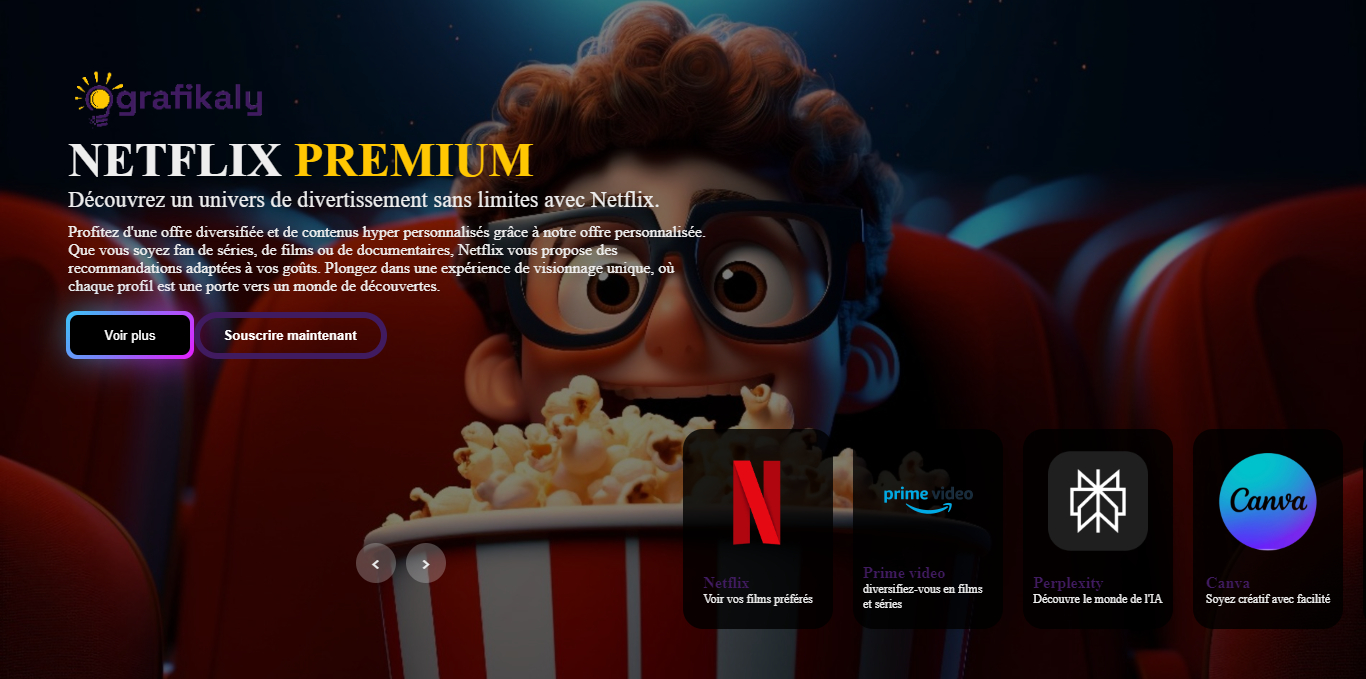 grafikaly
NETFLIX PREMIUM
Découvrez un univers de divertissement sans limites avec Netflix.
Profitez d'une offre diversifiée et de contenus hyper personnalisés grâce à notre offre personnalisée.
Que vous soyez fan de séries, de films ou de documentaires, Netflix vous propose des
recommandations adaptées à vos goûts. Plongez dans une expérience de visionnage unique, où
chaque profil est une porte vers un monde de découvertes.
Voir plus
Souscrire maintenant
N
Netflix
Voir vos films préférés
prime video
Prime video
diversifiez-vous en films
et séries
Perplexity
Découvre le monde de l'IA
Canva
Canva
Soyez créatif avec facilité